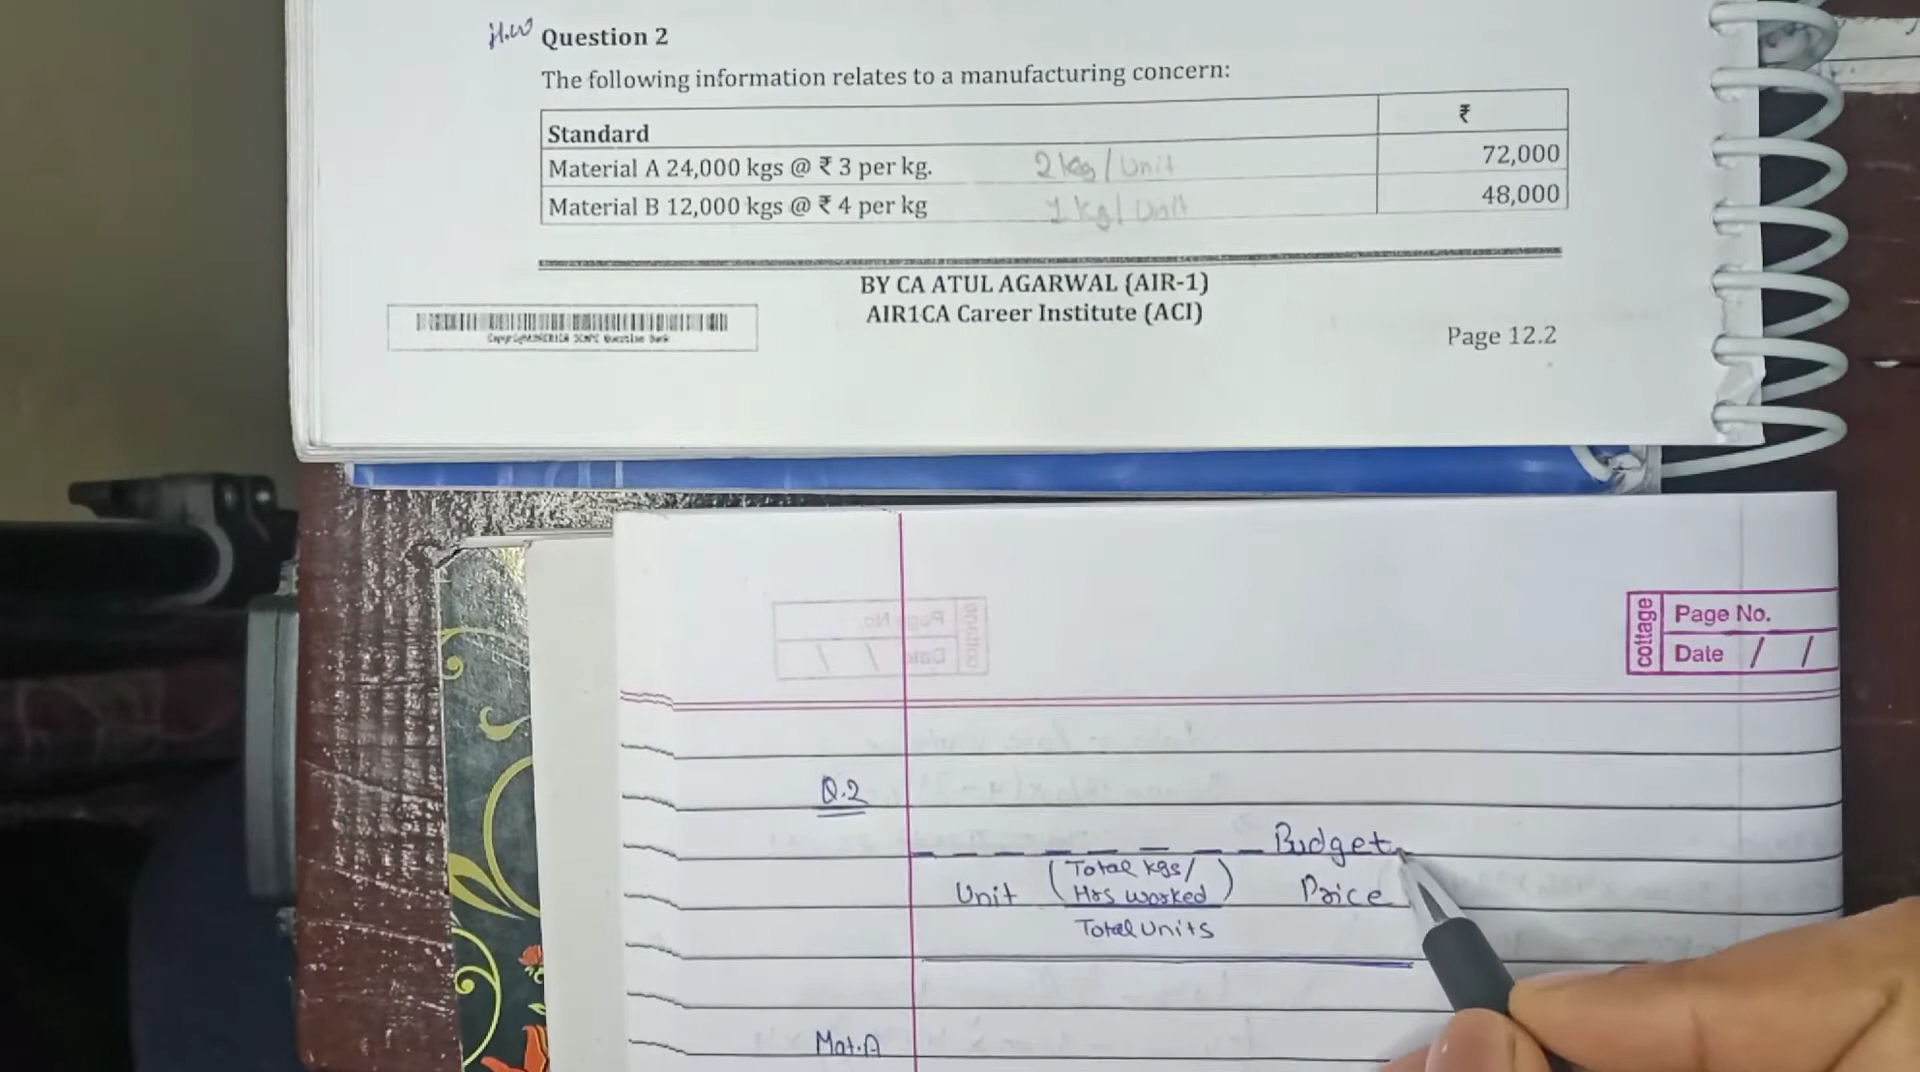 H.W Question 2
The following information relates to a manufacturing concern:
Standard ₹
Material A 24,000 kgs @ ₹ 3 per kg. 2 kg/Unit 72,000
Material B 12,000 kgs @ ₹ 4 per kg 1 kg/Unit 48,000
BY CA ATUL AGARWAL (AIR-1)
AIR1CA Career Institute (ACI)
Page 12.2
cottage
Page No.
Date / /
Q.2
Budget
Unit (Total kgs/ Hrs worked) Price
Total Units
Mat.A